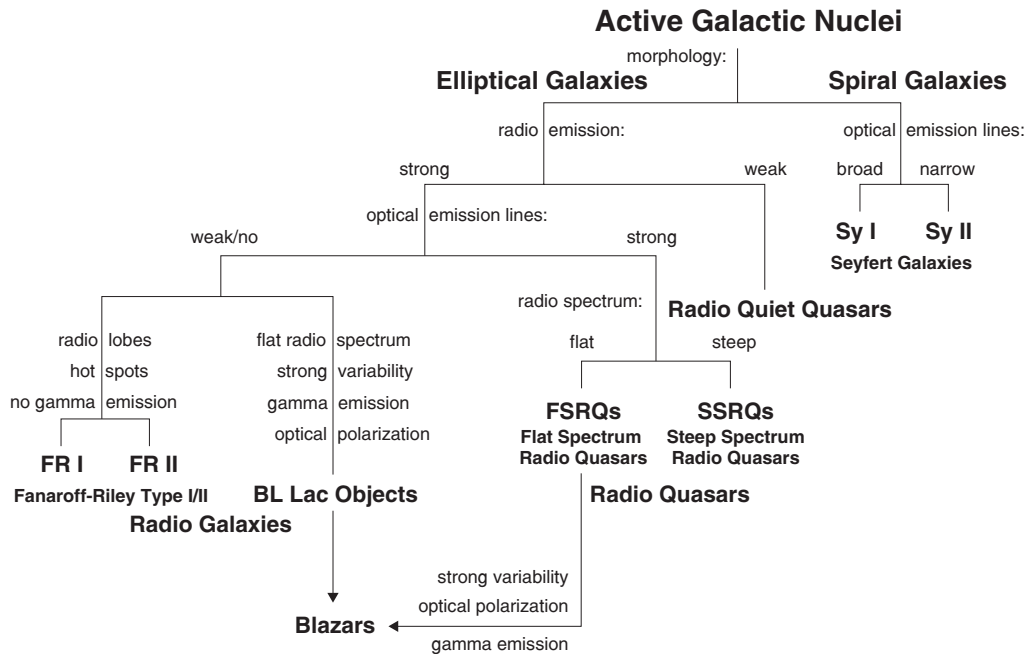 Active Galactic Nuclei
morphology:
Elliptical Galaxies
Spiral Galaxies
radio emission:
optical emission lines:
strong
weak
broad
narrow
optical emission lines:
weak/no
strong
Sy I
Sy II
Seyfert Galaxies
radio spectrum:
Radio Quiet Quasars
flat
steep
radio lobes
hot spots
no gamma emission
flat radio spectrum
strong variability
gamma emission
optical polarization
FSRQs
Flat Spectrum
Radio Quasars
SSRQs
Steep Spectrum
Radio Quasars
FR I
FR II
Fanaroff-Riley Type I/II
BL Lac Objects
Radio Quasars
Radio Galaxies
strong variability
optical polarization
Blazars
gamma emission